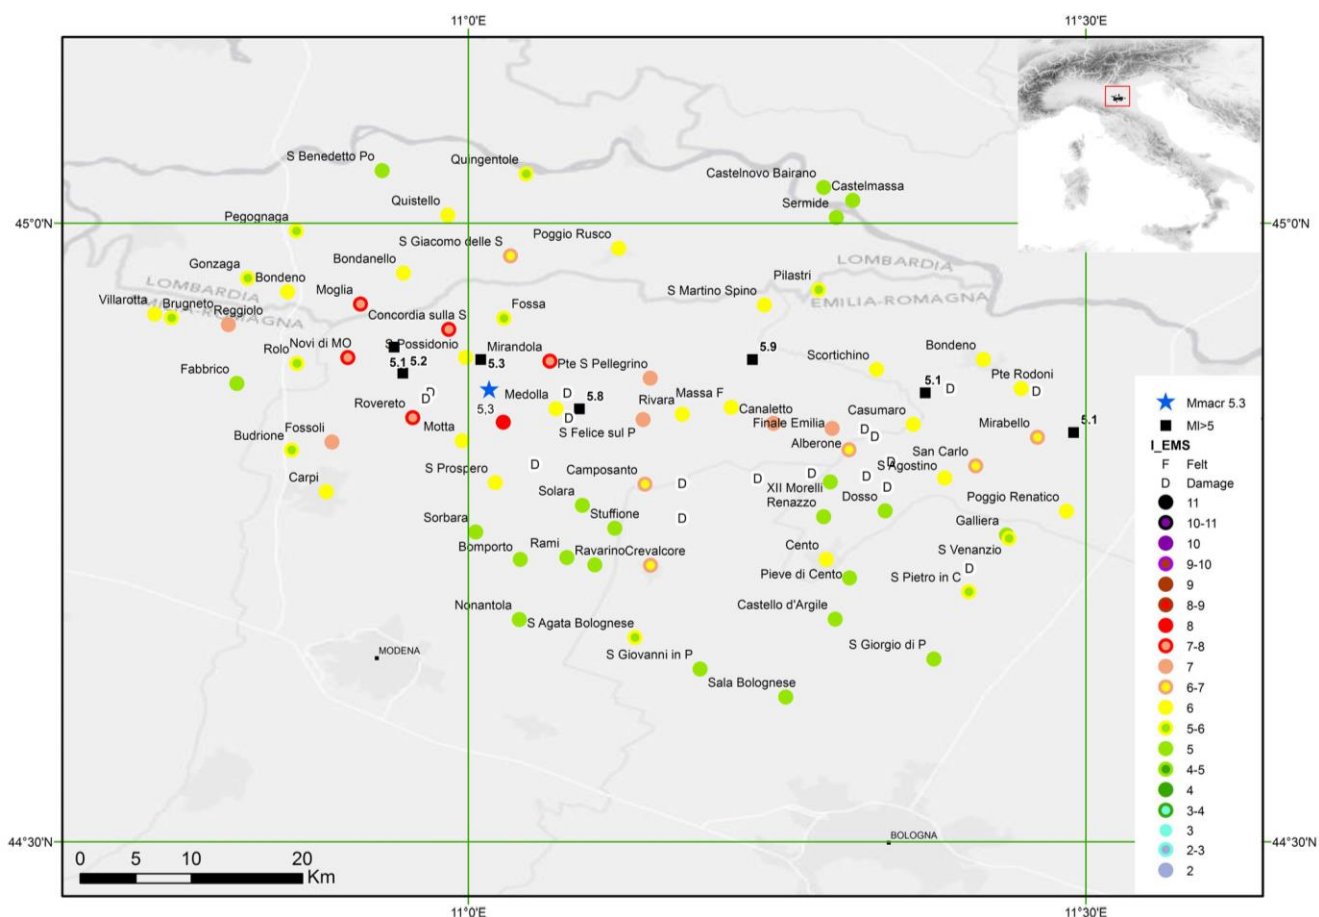 11°0'E
11°30'E
S Benedetto Po
Quingentole
Castelnovo Bairano
Castelmassa
Quistello
Sermide
45°0'N
45°0'N
Pegognaga
S Giacomo delle S
Poggio Rusco
Bondanello
LOMBARDIA
Gonzaga
Bondeno
Pilastri
LOMBARDIA
Moglia
S Martino Spino
EMILIA-ROMAGNA
Villarotta
Brugneto
Reggiolo
EMILIA-ROMAGNA
Concordia sulla S
Fossa
Novi di MO
S Possidonio
Mirandola
5.9
Bondeno
Rolo
5.1
5.2
5.3
Pte S Pellegrino
Scortichino
Fabbrico
5.1
Pte Rodoni
D
D
D
D
D
D
Rovereto
5.3
Medolla
5.8
Rivara
Massa F
Canaletto
Casumaro
Mirabello
5.1
Fossoli
Motta
D
S Felice sul P
Finale Emilia
D
D
Budrione
Alberone
San Carlo
Carpi
S Prospero
D
Camposanto
D
D
D
D
D
D
S Agostino
Solara
XII Morelli
Dosso
Poggio Renatico
Sorbara
Stuffione
D
Renazzo
Galliera
Bomporto
Rami
Ravarino
Crevalcore
Cento
S Venanzio
Pieve di Cento
D
S Pietro in C
Nonantola
S Agata Bolognese
Castello d'Argile
S Giovanni in P
S Giorgio di P
MODENA
Sala Bolognese
BOLOGNA
44°30'N
44°30'N
0 5 10 20
Km
11°0'E
11°30'E
Mmacr 5.3
Ml>5
I_EMS
F Felt
D Damage
11
10-11
10
9-10
9
8-9
8
7-8
7
6-7
6
5-6
5
4-5
4
3-4
3
2-3
2